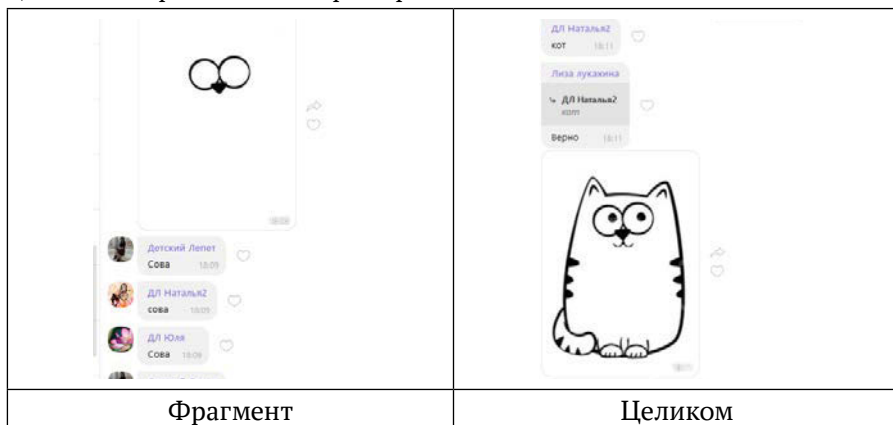 Детский Лепет
Сова 18:09
ДЛ Наталья2
сова 18:09
ДЛ Юля
Сова 18:09
ДЛ Наталья2
кот 18:11
Лиза лукакина
ДЛ Наталья2
кот
Верно 18:11
Фрагмент
Целиком